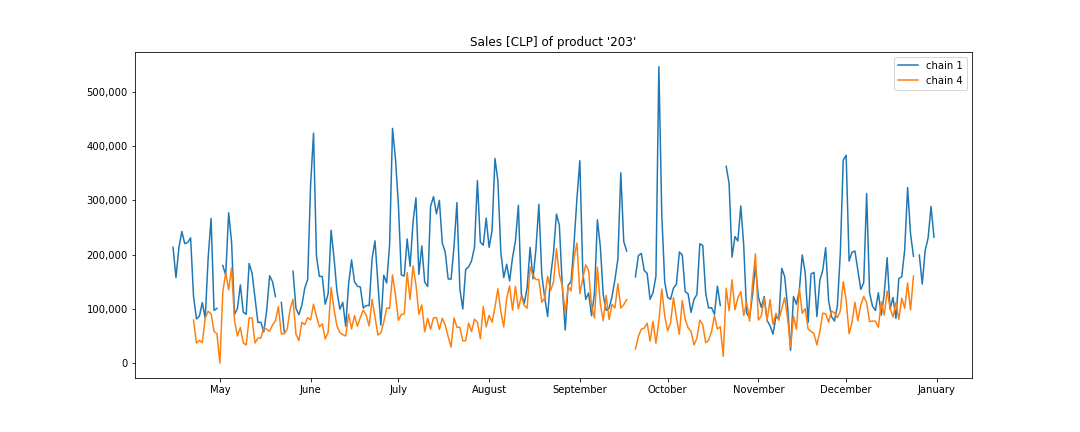 Sales [CLP] of product '203'
chain 1
chain 4
500,000
400,000
300,000
200,000
100,000
0
May June July August September October November December January